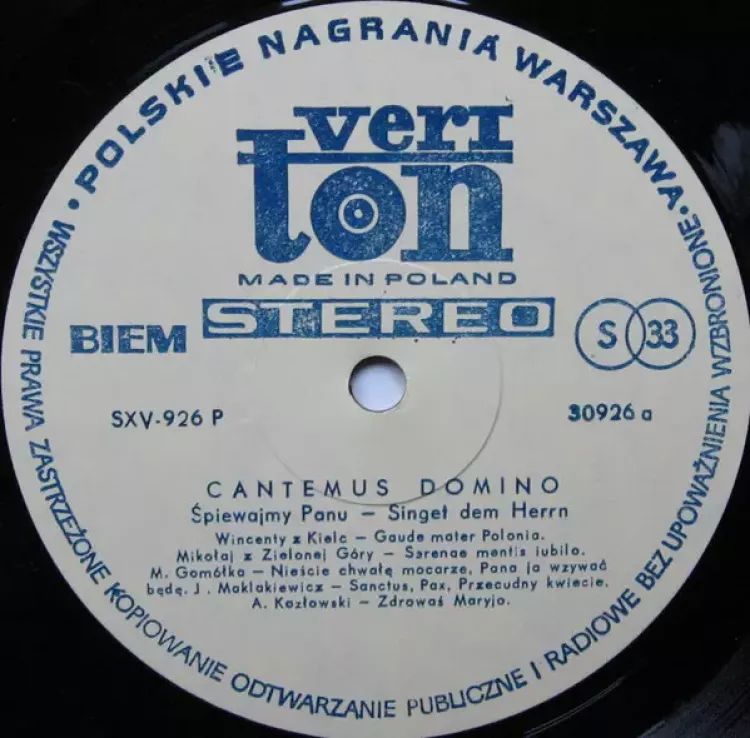 • POLSKIE NAGRANIA WARSZAWA •
WSZYSTKIE PRAWA ZASTRZEŻONE KOPIOWANIE ODTWARZANIE PUBLICZNE I RADIOWE BEZ UPOWAŻNIENIA WZBRONIONE
veriton
MADE IN POLAND
BIEM STEREO S 33
SXV-926 P 30926 a
CANTEMUS DOMINO
Śpiewajmy Panu – Singet dem Herrn
Wincenty z Kielc – Gaude mater Polonia.
Mikołaj z Zielonej Góry – Sarenae mentis iubilo.
M. Gomółka – Nieście chwałę mocarze, Pana ja wzywać
będę. J. Maklakiewicz – Sanctus, Pax, Przecudny kwiecie.
A. Kozłowski – Zdrowaś Maryjo.